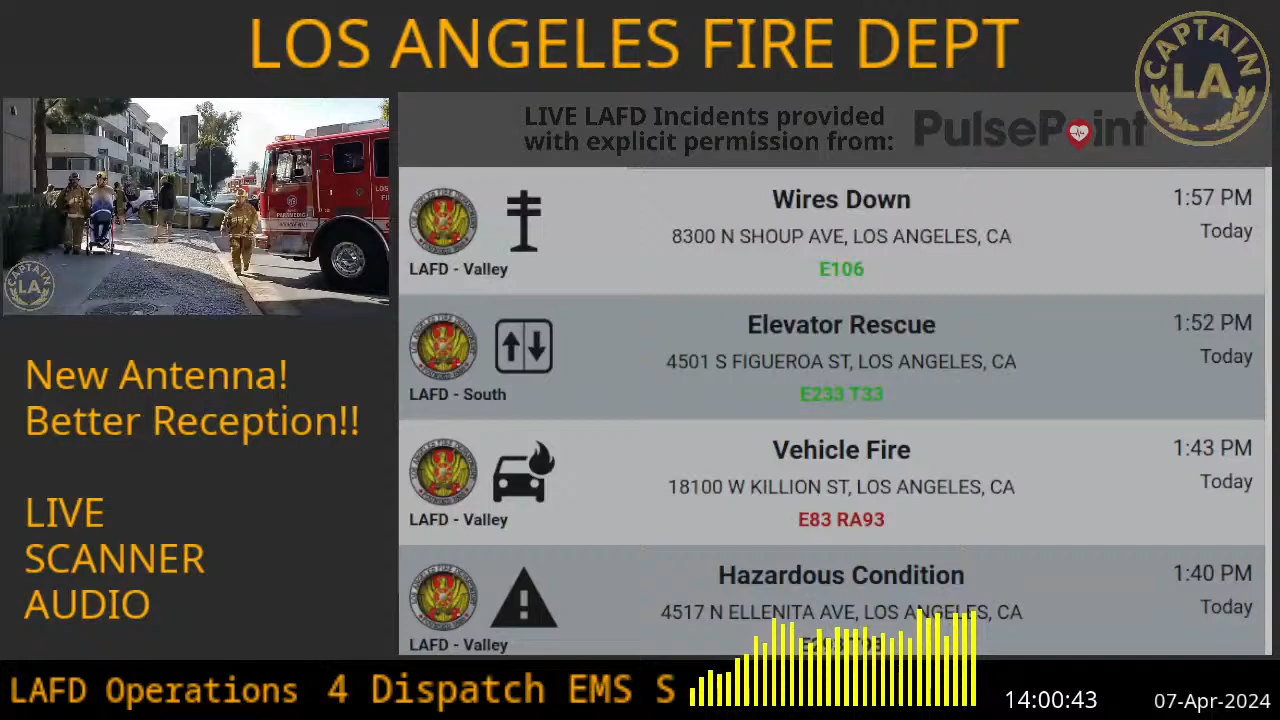 LOS ANGELES FIRE DEPT
CAPTAIN
LA
LIVE LAFD Incidents provided
with explicit permission from:
PulsePoint
Wires Down
1:57 PM
8300 N SHOUP AVE, LOS ANGELES, CA
Today
LAFD - Valley
E106
Elevator Rescue
1:52 PM
4501 S FIGUEROA ST, LOS ANGELES, CA
Today
LAFD - South
E233 T33
Vehicle Fire
1:43 PM
18100 W KILLION ST, LOS ANGELES, CA
Today
LAFD - Valley
E83 RA93
Hazardous Condition
1:40 PM
4517 N ELLENITA AVE, LOS ANGELES, CA
Today
LAFD - Valley
CAPTAIN
LA
New Antenna!
Better Reception!!
LIVE
SCANNER
AUDIO
LAFD Operations 4 Dispatch EMS S
14:00:43
07-Apr-2024